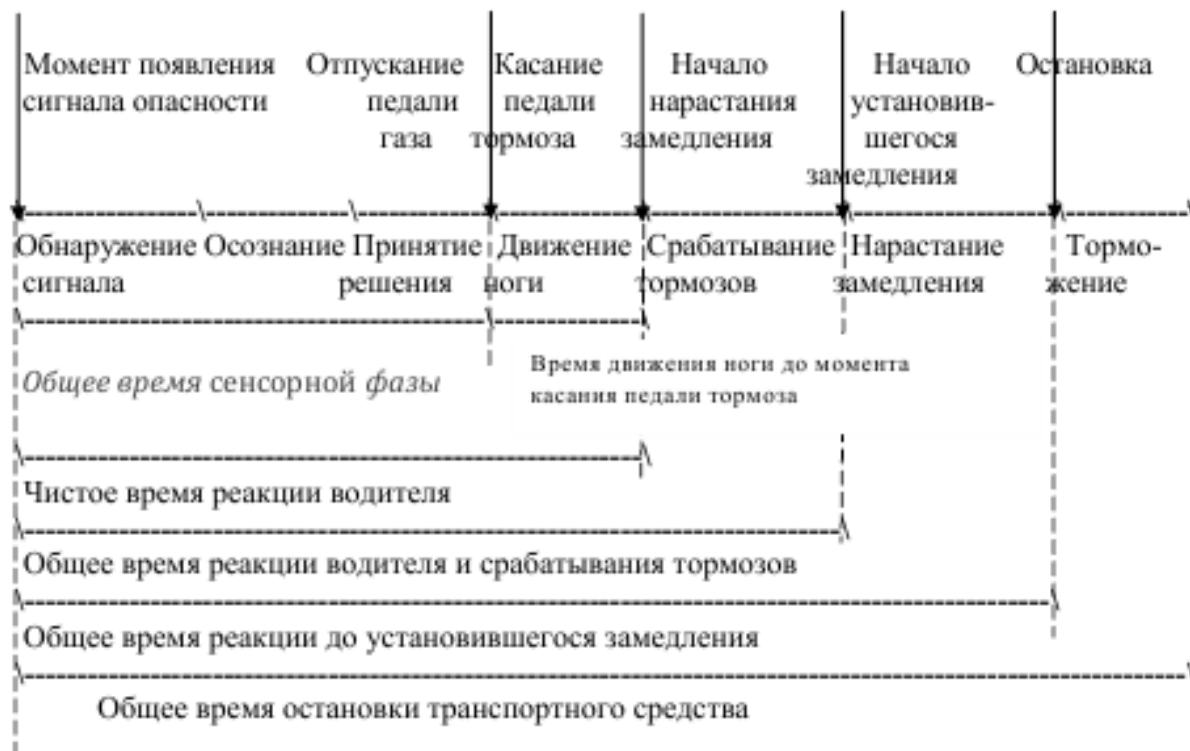 Момент появления Отпускание Касание Начало Начало Остановка
сигнала опасности педали педали нарастания установив-
газа тормоза замедления шегося
замедления
Обнаружение Осознание Принятие Движение Срабатывание Нарастание Тормо-
сигнала решения ноги тормозов замедления жение
Время движения ноги до момента
касания педали тормоза
Общее время сенсорной фазы
Чистое время реакции водителя
Общее время реакции водителя и срабатывания тормозов
Общее время реакции до установившегося замедления
Общее время остановки транспортного средства